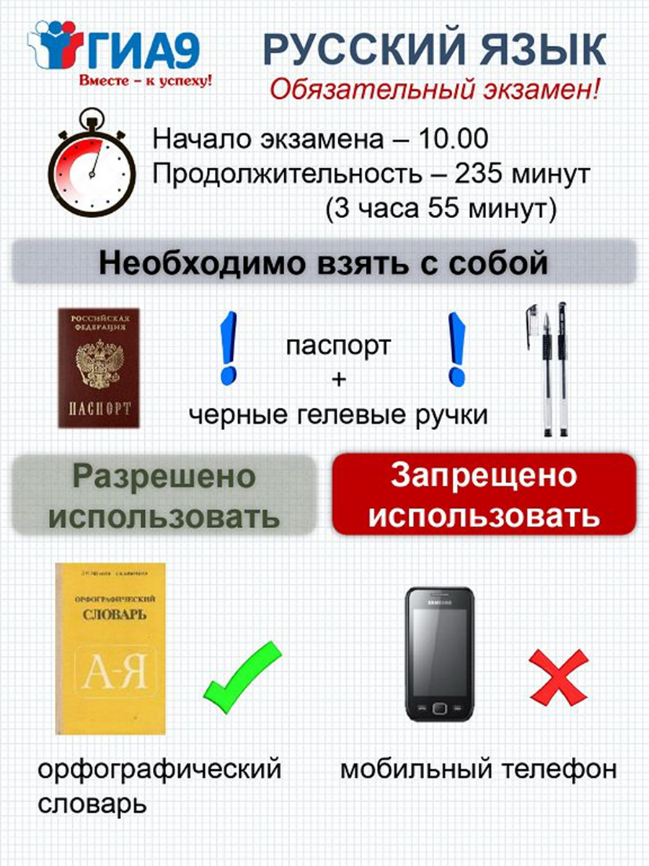 ГИА9
Вместе – к успеху!
РУССКИЙ ЯЗЫК
Обязательный экзамен!
Начало экзамена – 10.00
Продолжительность – 235 минут
(3 часа 55 минут)
Необходимо взять с собой
РОССИЙСКАЯ
ФЕДЕРАЦИЯ
ПАСПОРТ
паспорт
+
черные гелевые ручки
Разрешено
использовать
Запрещено
использовать
ОРФОГРАФИЧЕСКИЙ
СЛОВАРЬ
А-Я
SAMSUNG
орфографический
словарь
мобильный телефон